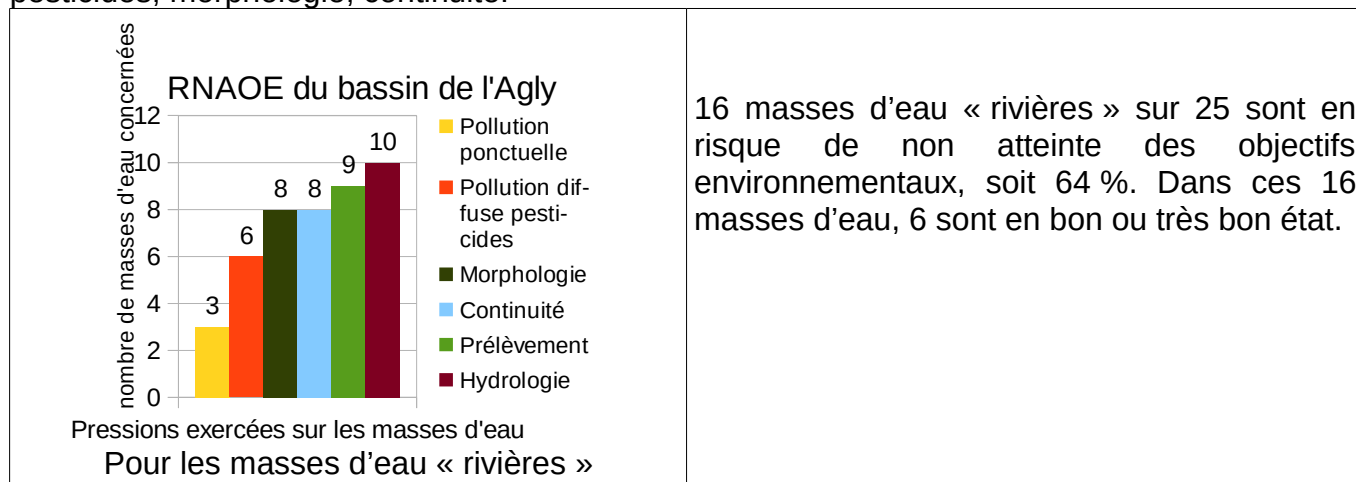 pesticides, morphologie, continuité.
RNAOE du bassin de l'Agly
nombre de masses d'eau concernées
12
10
8
6
4
2
0
3
6
8
8
9
10
Pollution
ponctuelle
Pollution dif-
fuse pesti-
cides
Morphologie
Continuité
Prélèvement
Hydrologie
Pressions exercées sur les masses d'eau
Pour les masses d'eau « rivières »
16 masses d'eau « rivières » sur 25 sont en
risque de non atteinte des objectifs
environnementaux, soit 64 %. Dans ces 16
masses d'eau, 6 sont en bon ou très bon état.